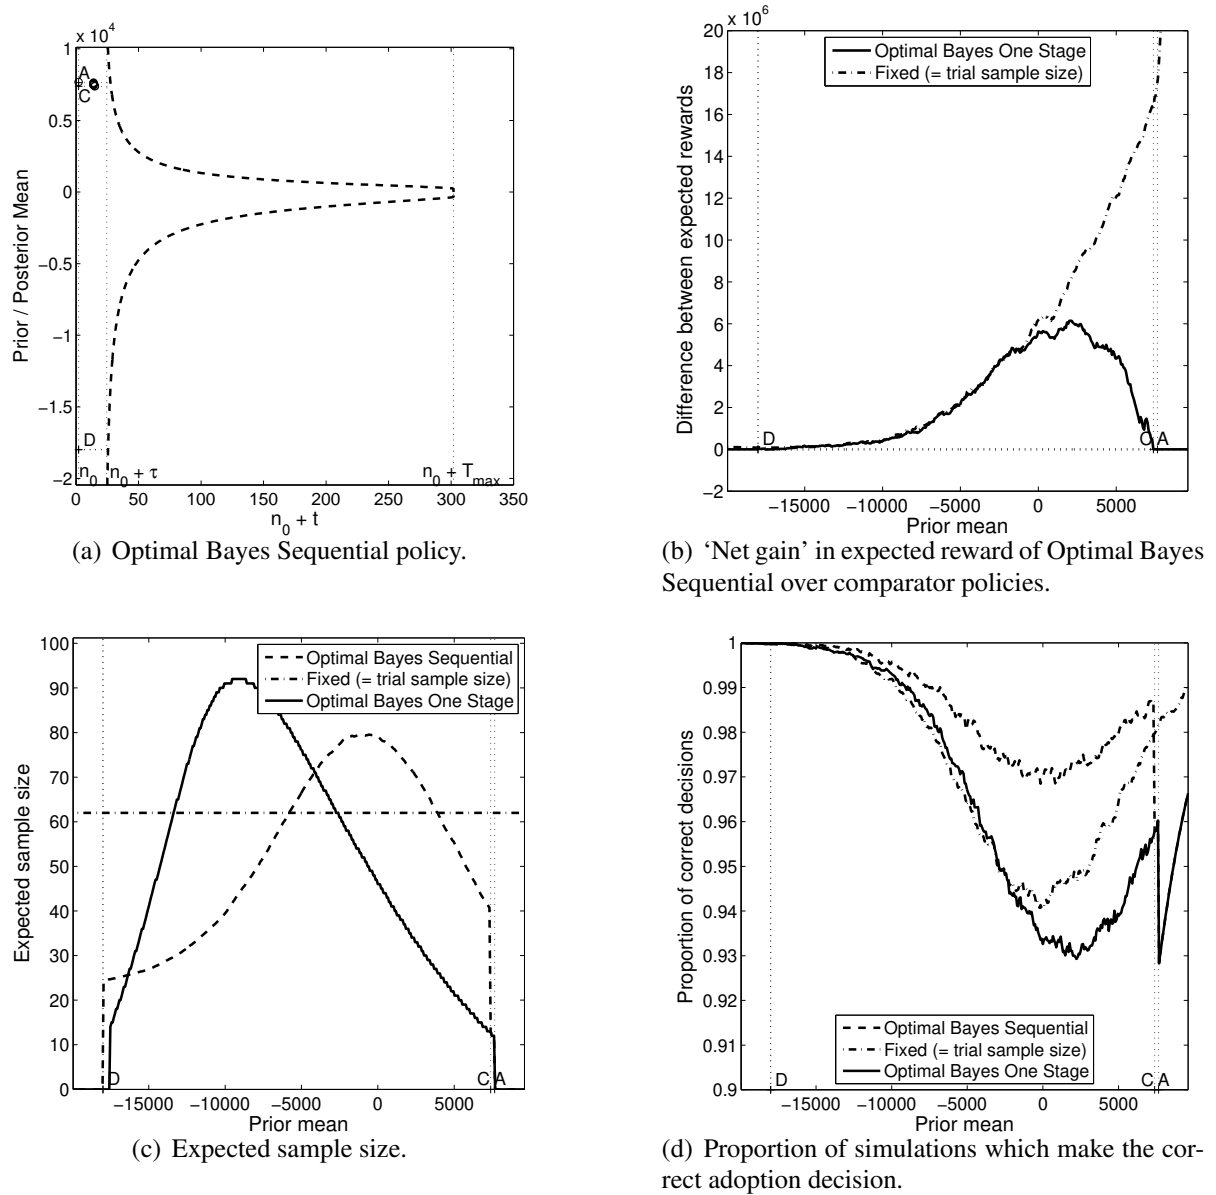 x 10⁴
1
0.5
0
−0.5
−1
−1.5
−2
Prior / Posterior Mean
A
C
D
n₀
n₀ + τ
n₀ + Tₘₐₓ
0 50 100 150 200 250 300 350
n₀ + t
(a) Optimal Bayes Sequential policy.
x 10⁶
20
18
16
14
12
10
8
6
4
2
0
−2
Difference between expected rewards
Optimal Bayes One Stage
Fixed (= trial sample size)
D
C A
−15000 −10000 −5000 0 5000
Prior mean
(b) ‘Net gain’ in expected reward of Optimal Bayes
Sequential over comparator policies.
100
90
80
70
60
50
40
30
20
10
0
Expected sample size
Optimal Bayes Sequential
Fixed (= trial sample size)
Optimal Bayes One Stage
D
C A
−15000 −10000 −5000 0 5000
Prior mean
(c) Expected sample size.
1
0.99
0.98
0.97
0.96
0.95
0.94
0.93
0.92
0.91
0.9
Proportion of correct decisions
Optimal Bayes Sequential
Fixed (= trial sample size)
Optimal Bayes One Stage
D
C A
−15000 −10000 −5000 0 5000
Prior mean
(d) Proportion of simulations which make the cor-
rect adoption decision.